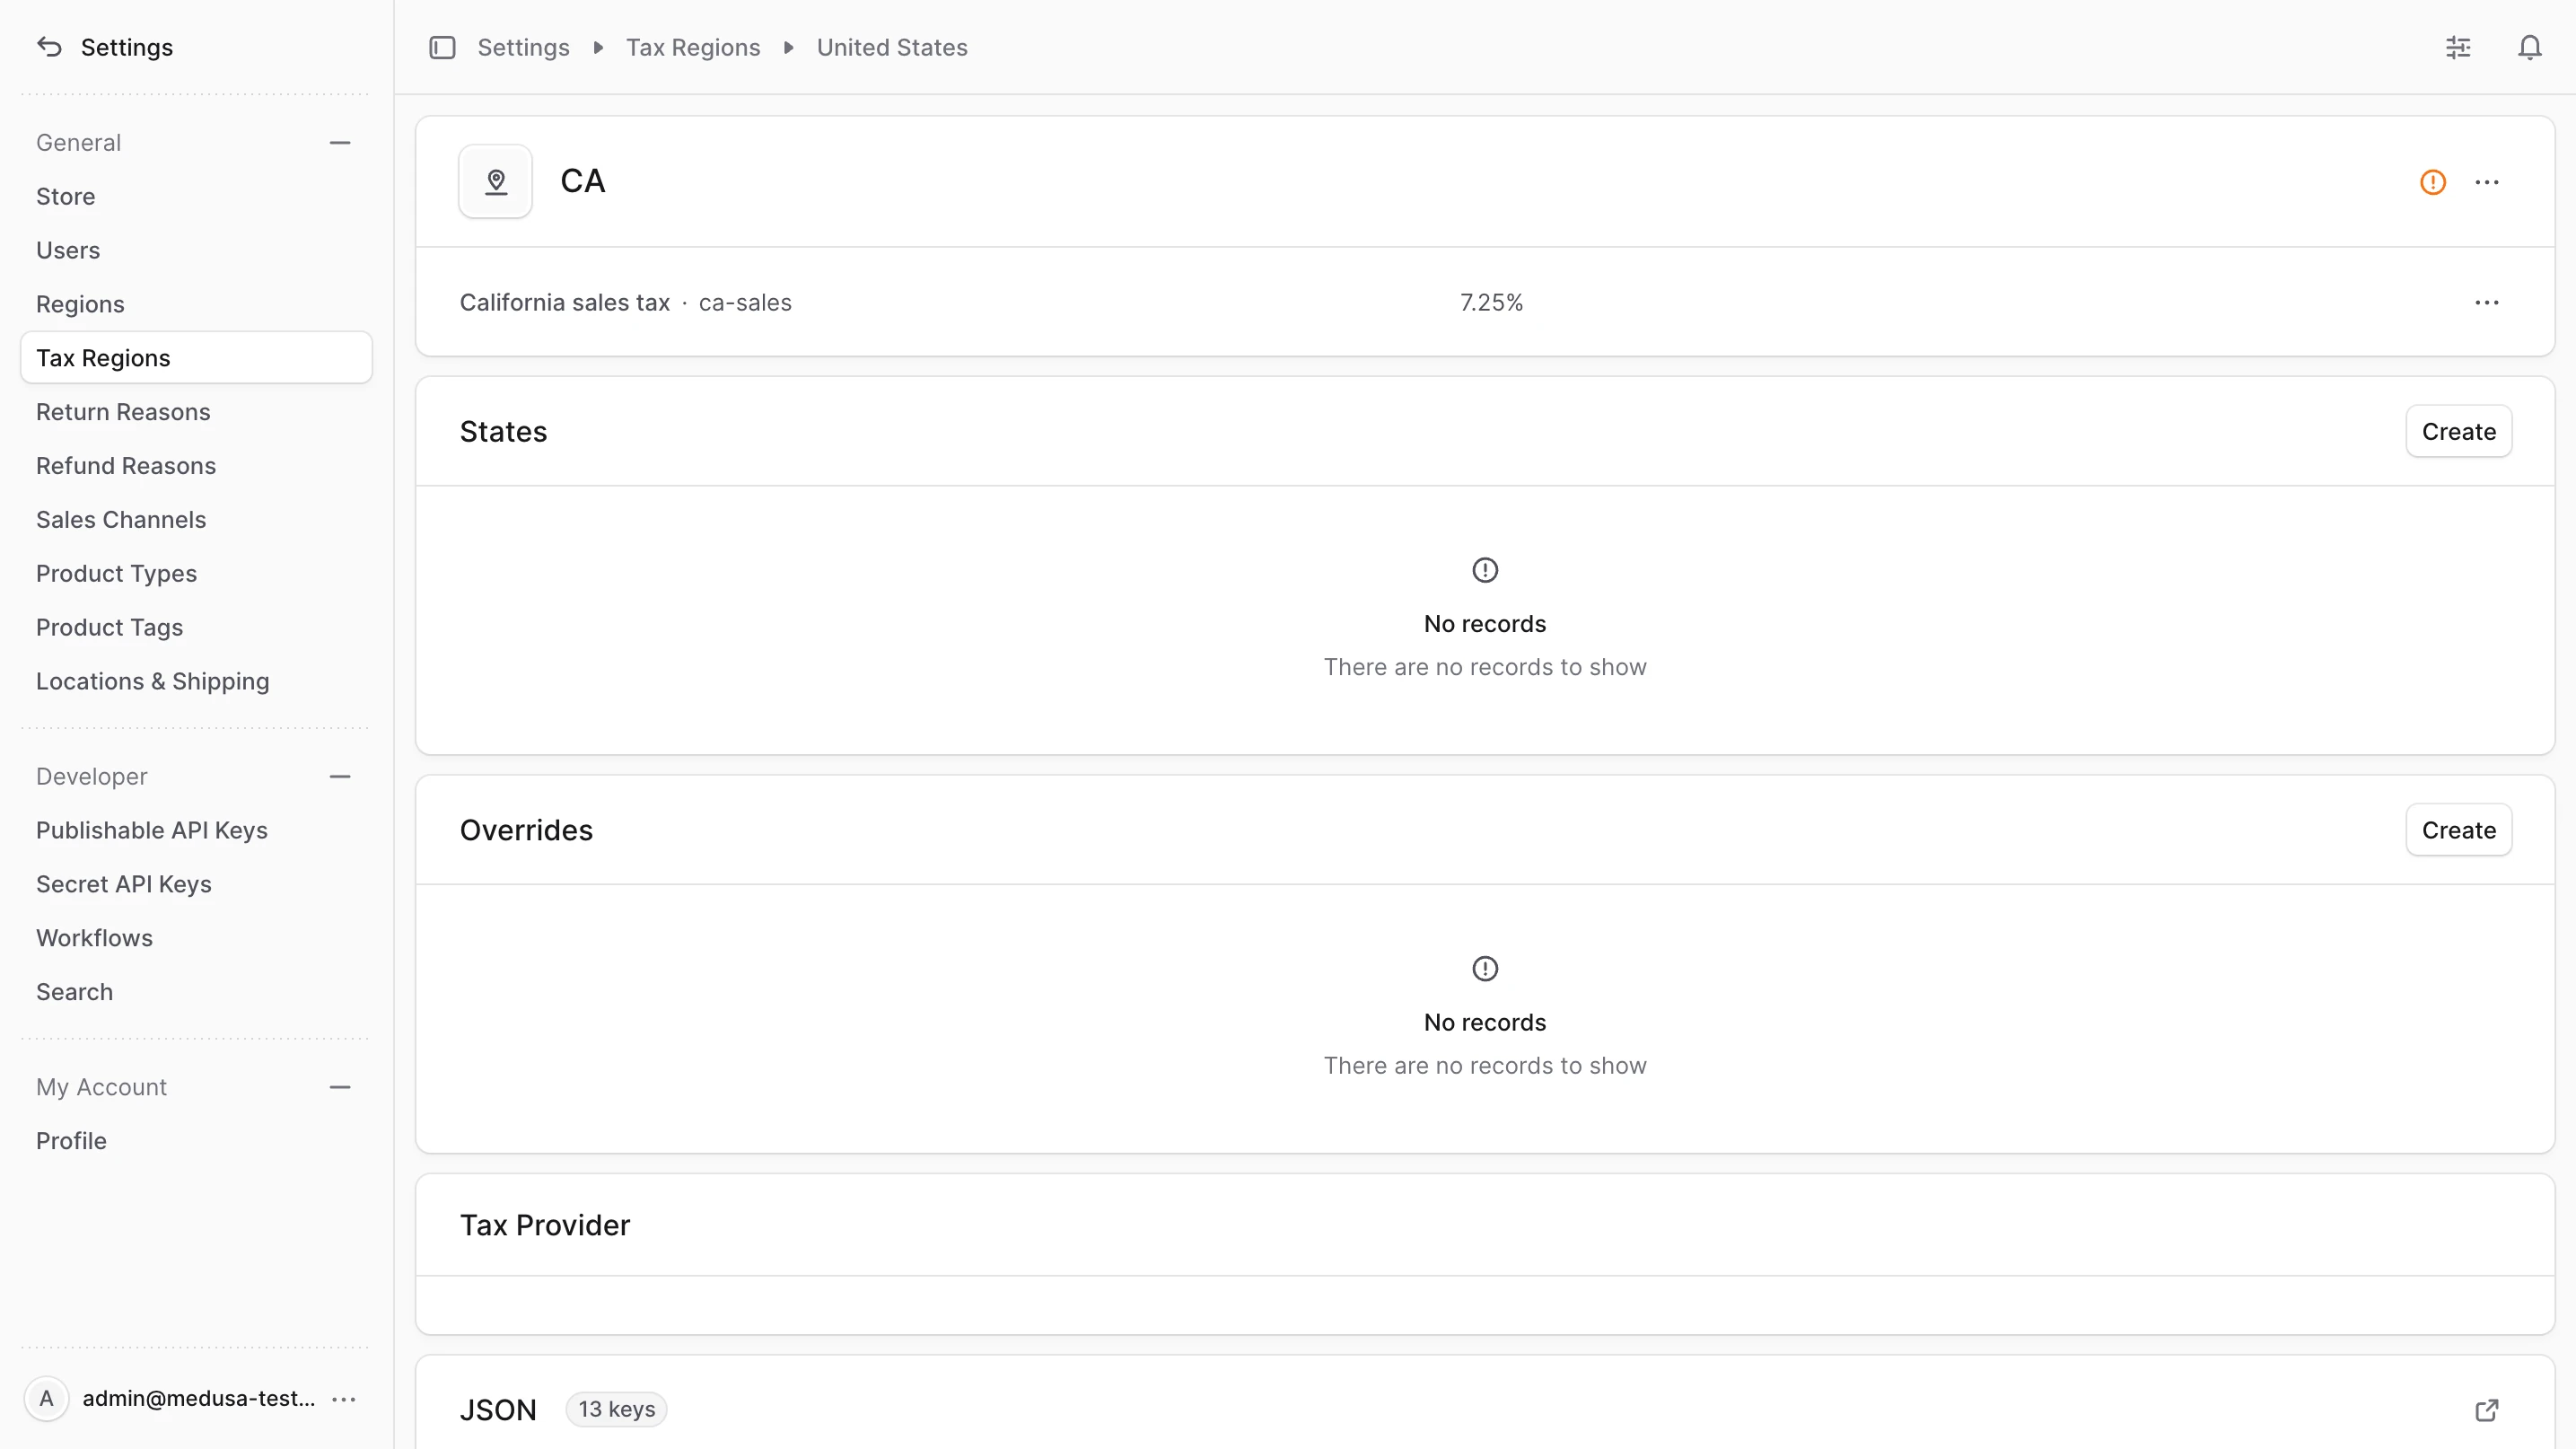 Settings
General
Store
Users
Regions
Tax Regions
Return Reasons
Refund Reasons
Sales Channels
Product Types
Product Tags
Locations & Shipping
Developer
Publishable API Keys
Secret API Keys
Workflows
Search
My Account
Profile
A admin@medusa-test...
Settings Tax Regions United States
CA
California sales tax · ca-sales 7.25%
States Create
No records
There are no records to show
Overrides Create
No records
There are no records to show
Tax Provider
JSON 13 keys